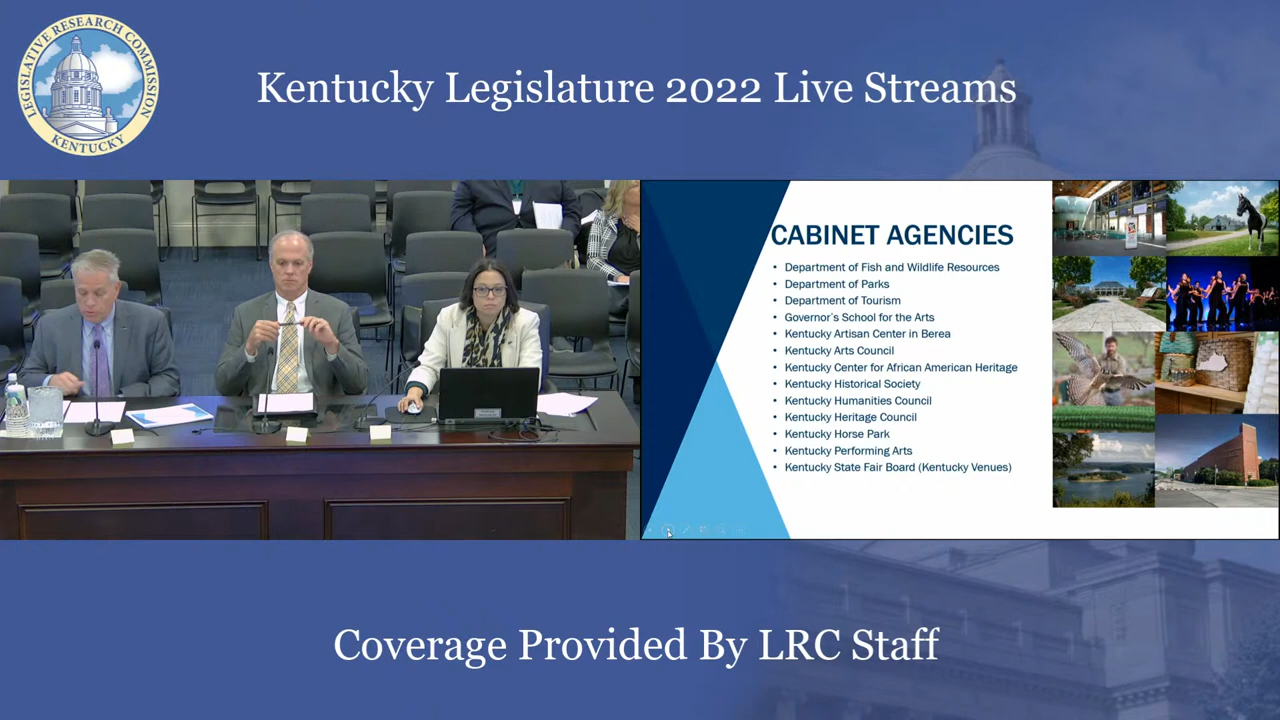 LEGISLATIVE RESEARCH COMMISSION
KENTUCKY
Kentucky Legislature 2022 Live Streams
CABINET AGENCIES
• Department of Fish and Wildlife Resources
• Department of Parks
• Department of Tourism
• Governor's School for the Arts
• Kentucky Artisan Center in Berea
• Kentucky Arts Council
• Kentucky Center for African American Heritage
• Kentucky Historical Society
• Kentucky Humanities Council
• Kentucky Heritage Council
• Kentucky Horse Park
• Kentucky Performing Arts
• Kentucky State Fair Board (Kentucky Venues)
Coverage Provided By LRC Staff